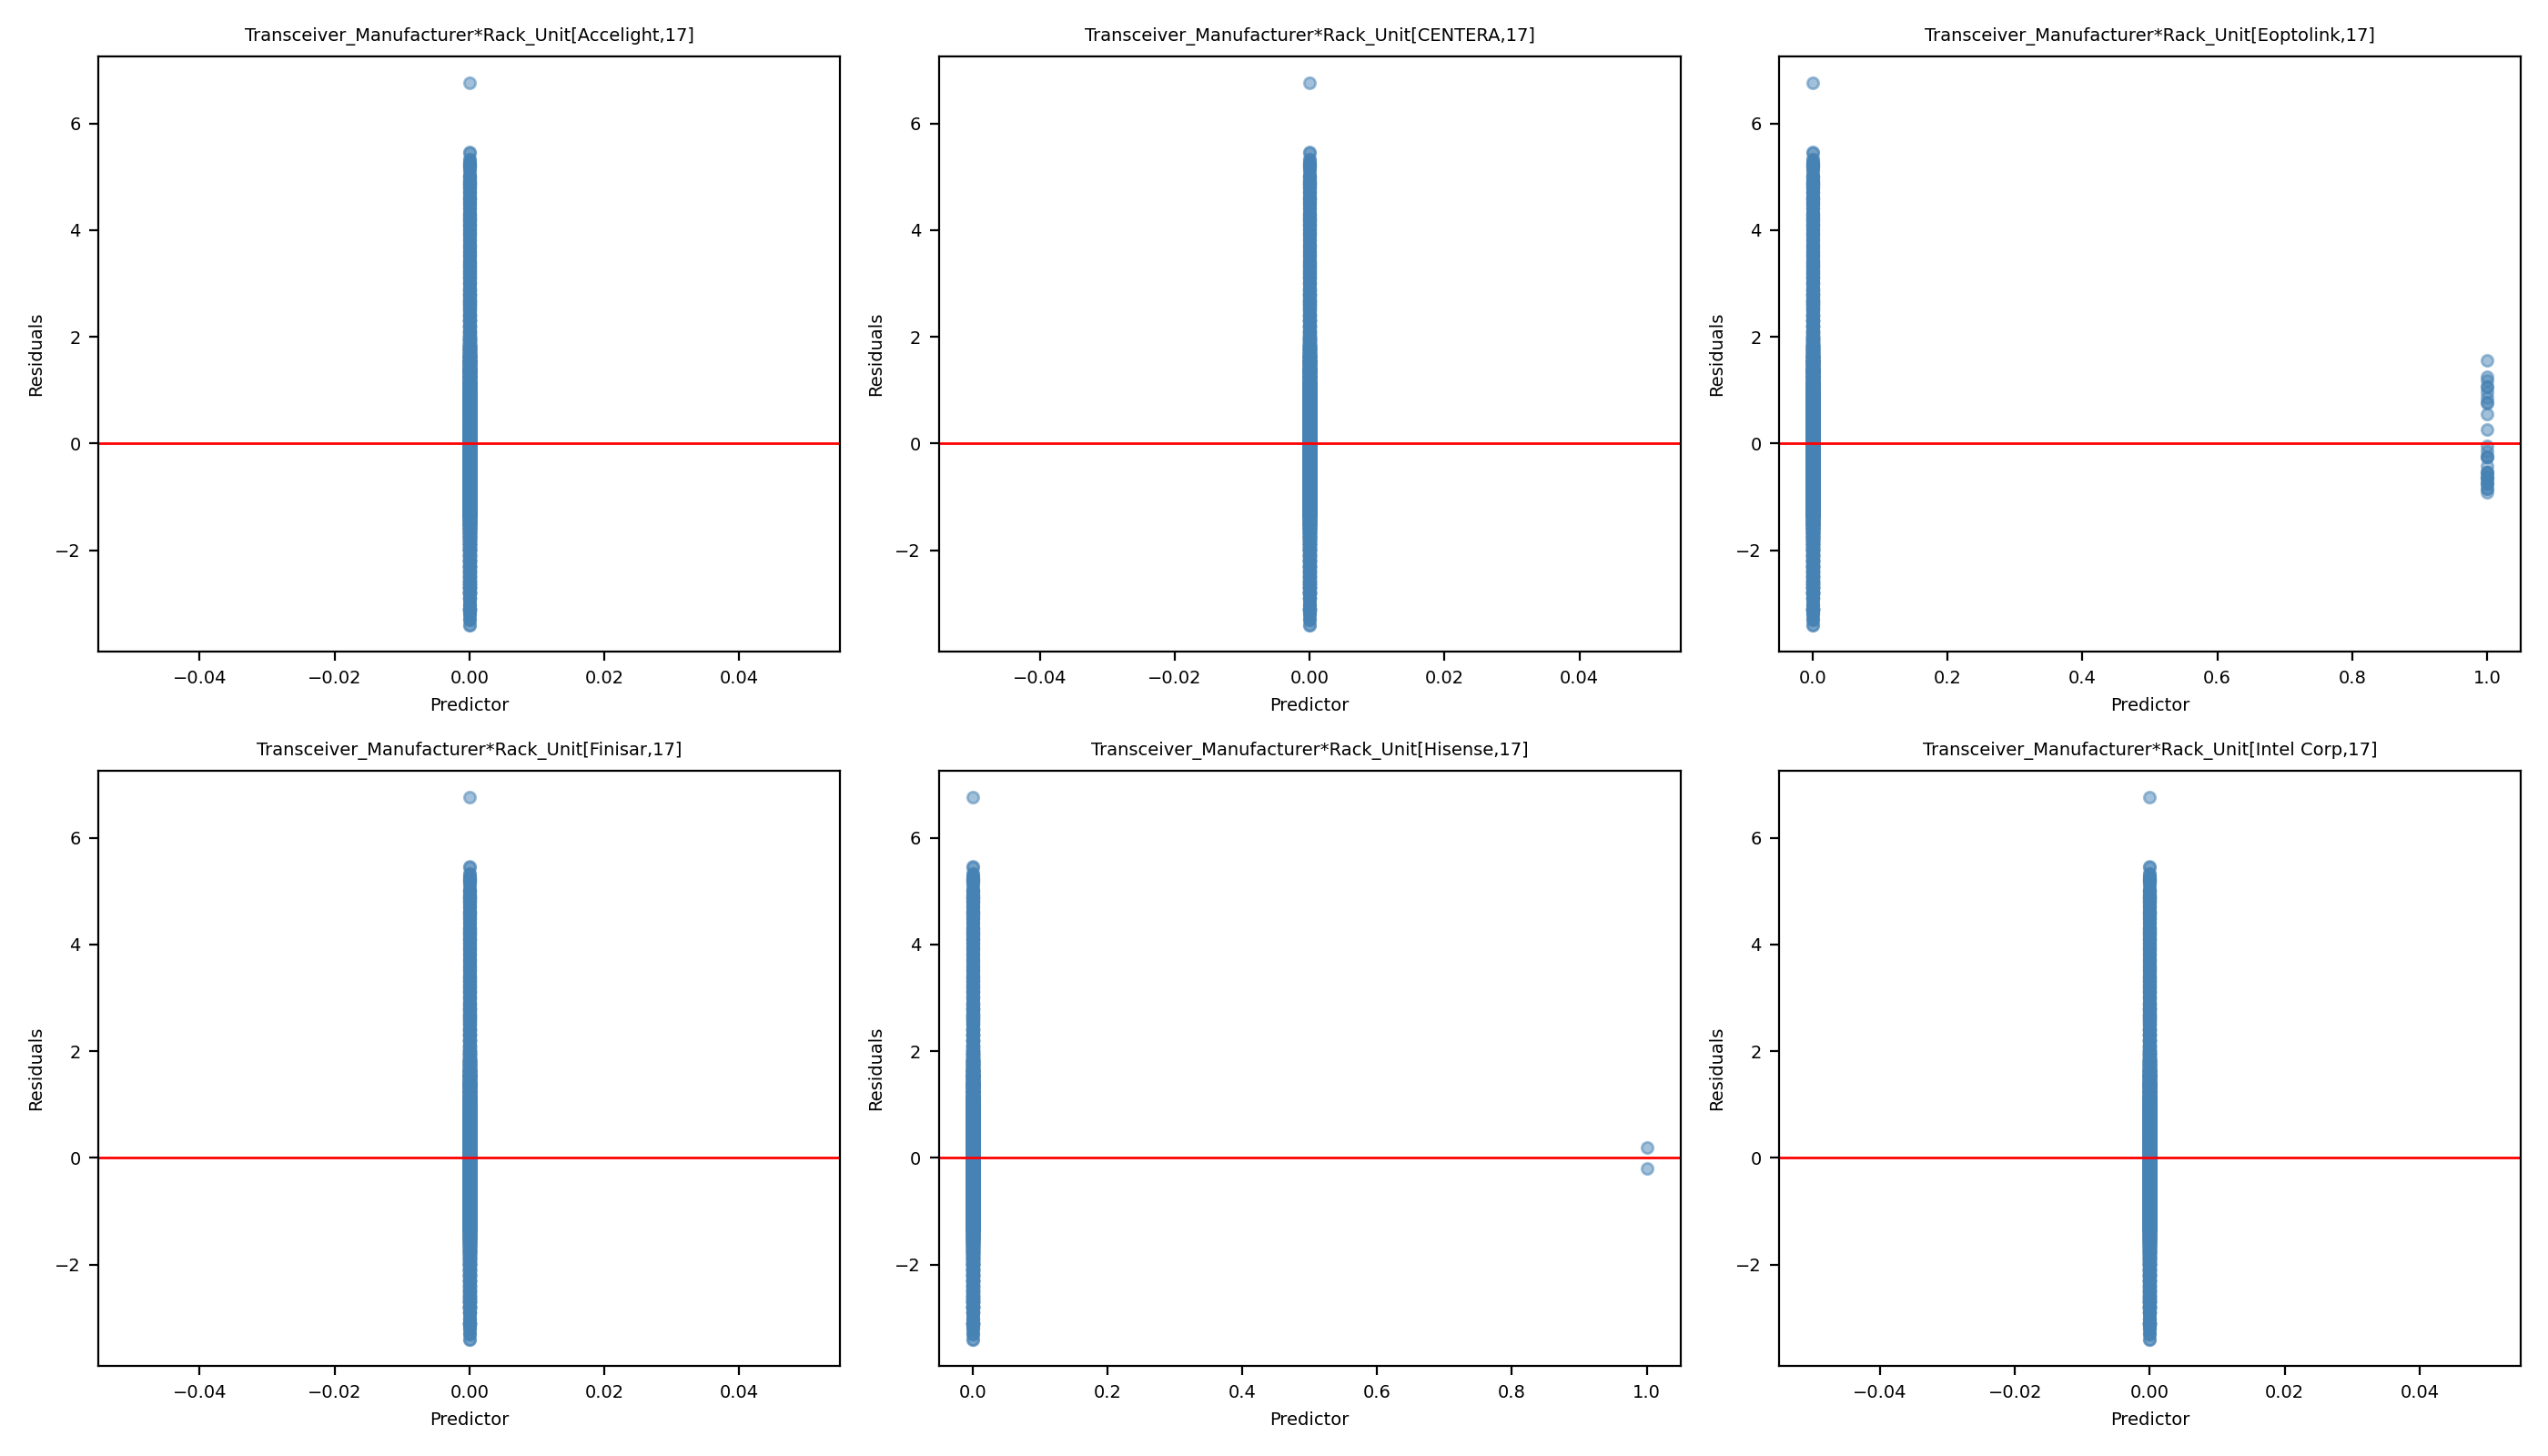 Transceiver_Manufacturer*Rack_Unit[Accelight,17]
6
4
2
0
−2
Residuals
−0.04 −0.02 0.00 0.02 0.04
Predictor
Transceiver_Manufacturer*Rack_Unit[CENTERA,17]
6
4
2
0
−2
Residuals
−0.04 −0.02 0.00 0.02 0.04
Predictor
Transceiver_Manufacturer*Rack_Unit[Eoptolink,17]
6
4
2
0
−2
Residuals
0.0 0.2 0.4 0.6 0.8 1.0
Predictor
Transceiver_Manufacturer*Rack_Unit[Finisar,17]
6
4
2
0
−2
Residuals
−0.04 −0.02 0.00 0.02 0.04
Predictor
Transceiver_Manufacturer*Rack_Unit[Hisense,17]
6
4
2
0
−2
Residuals
0.0 0.2 0.4 0.6 0.8 1.0
Predictor
Transceiver_Manufacturer*Rack_Unit[Intel Corp,17]
6
4
2
0
−2
Residuals
−0.04 −0.02 0.00 0.02 0.04
Predictor